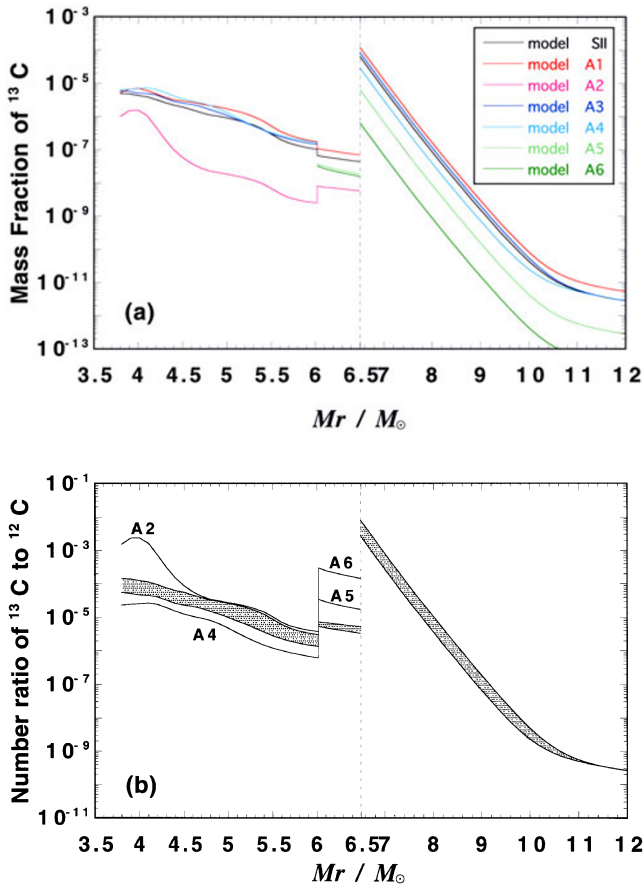 10⁻³
10⁻⁵
10⁻⁷
10⁻⁹
10⁻¹¹
10⁻¹³
Mass Fraction of ¹³C
model SII
model A1
model A2
model A3
model A4
model A5
model A6
(a)
3.5 4 4.5 5 5.5 6 6.57 8 9 10 11 12
Mr / M☉
10⁻¹
10⁻³
10⁻⁵
10⁻⁷
10⁻⁹
10⁻¹¹
Number ratio of ¹³C to ¹²C
A2
A6
A5
A4
(b)
3.5 4 4.5 5 5.5 6 6.57 8 9 10 11 12
Mr / M☉